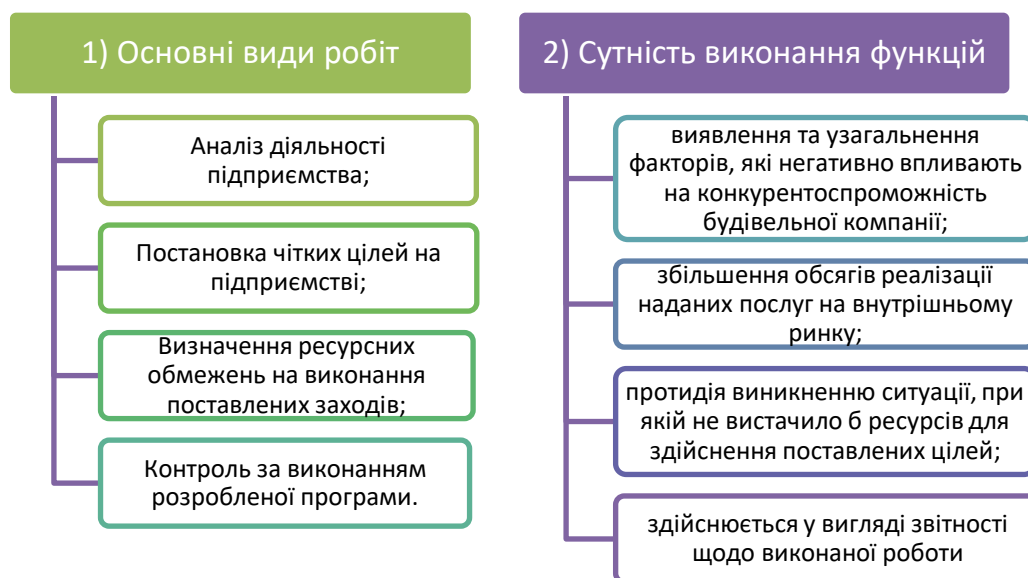 1) Основні види робіт
Аналіз діяльності
підприємства;
Постановка чітких цілей на
підприємстві;
Визначення ресурсних
обмежень на виконання
поставлених заходів;
Контроль за виконанням
розробленої програми.
2) Сутність виконання функцій
виявлення та узагальнення
факторів, які негативно впливають
на конкурентоспроможність
будівельної компанії;
збільшення обсягів реалізації
наданих послуг на внутрішньому
ринку;
протидія виникненню ситуації, при
якій не вистачило б ресурсів для
здійснення поставлених цілей;
здійснюється у вигляді звітності
щодо виконаної роботи